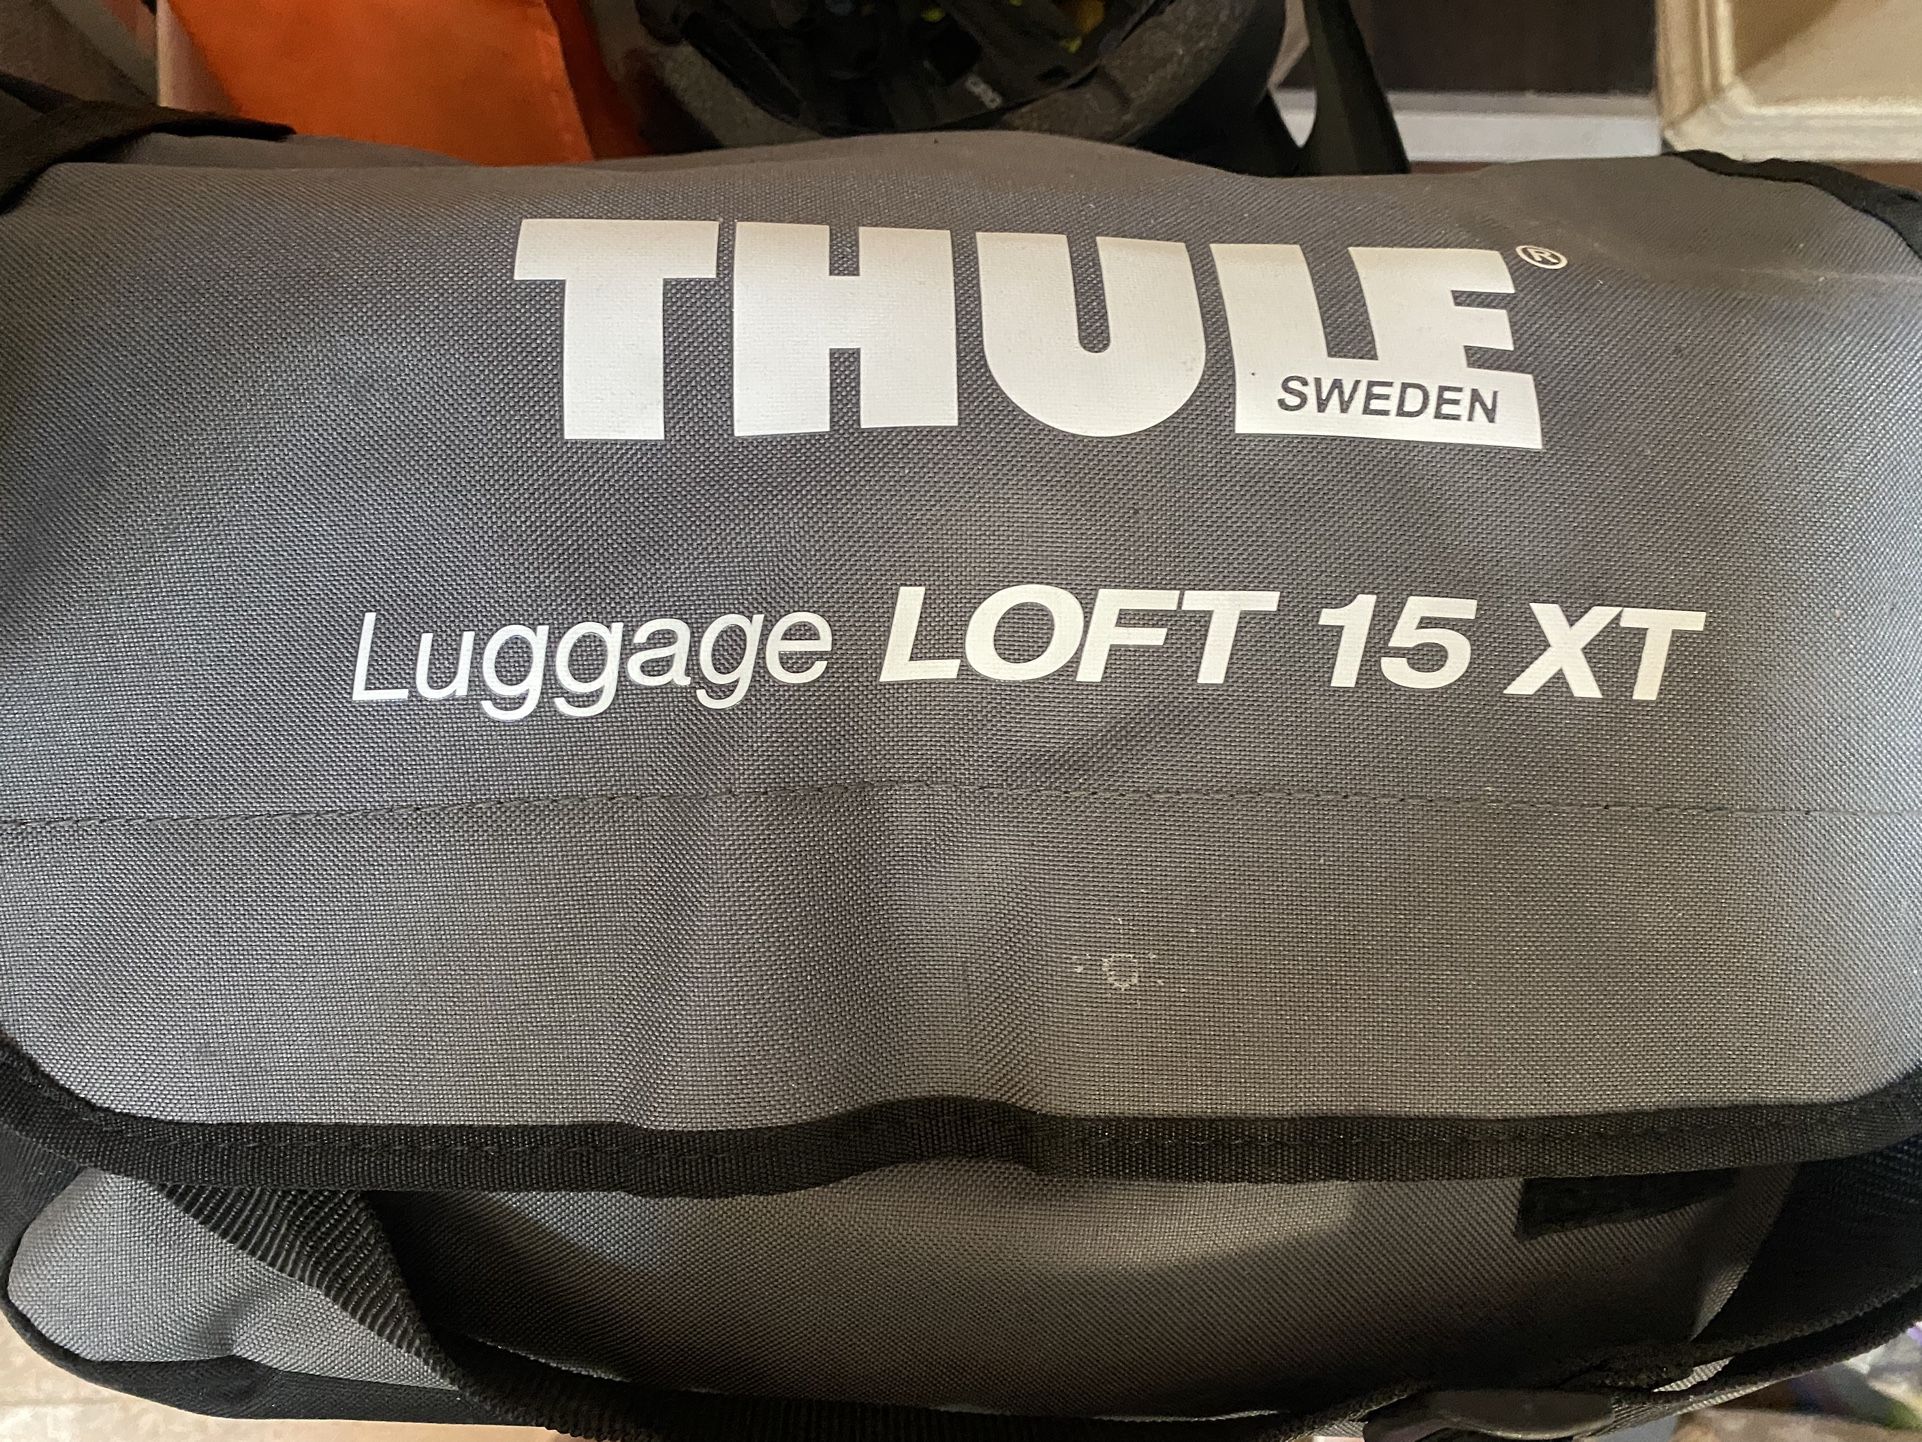 THULE®
SWEDEN
Luggage LOFT 15 XT